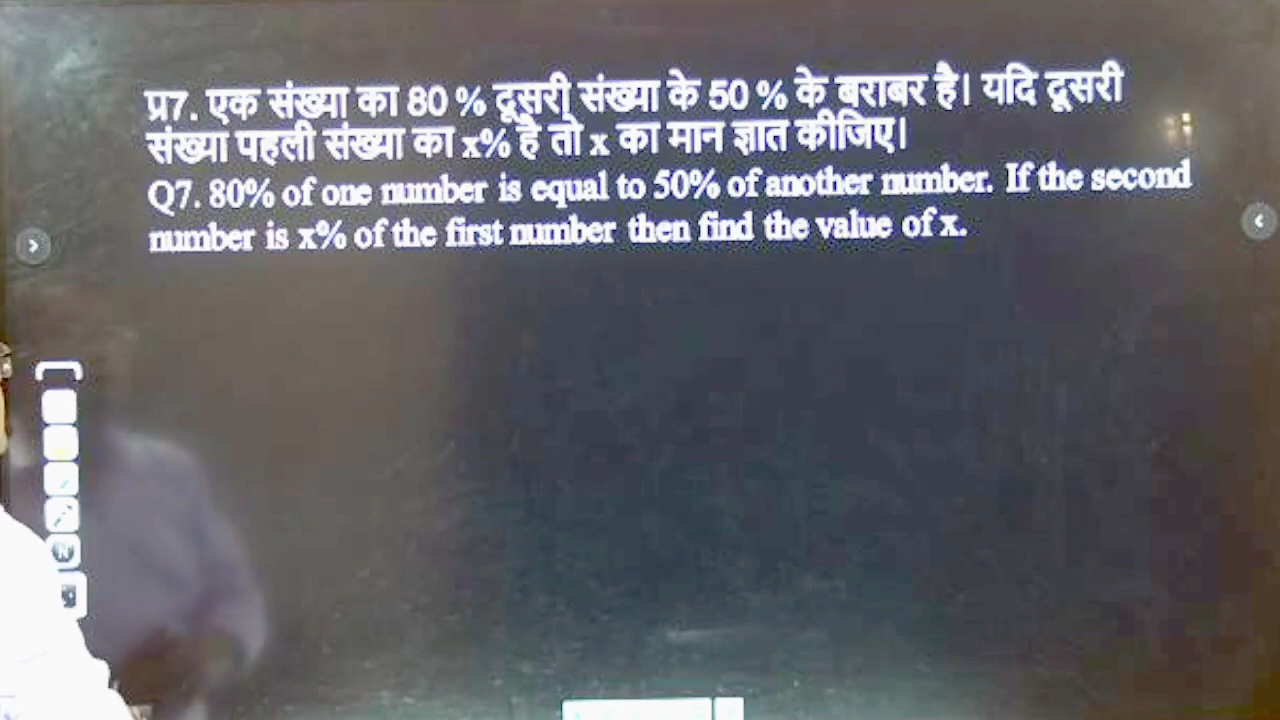 प्र7. एक संख्या का 80 % दूसरी संख्या के 50 % के बराबर है। यदि दूसरी
संख्या पहली संख्या का x% है तो x का मान ज्ञात कीजिए।
Q7. 80% of one number is equal to 50% of another number. If the second
number is x% of the first number then find the value of x.